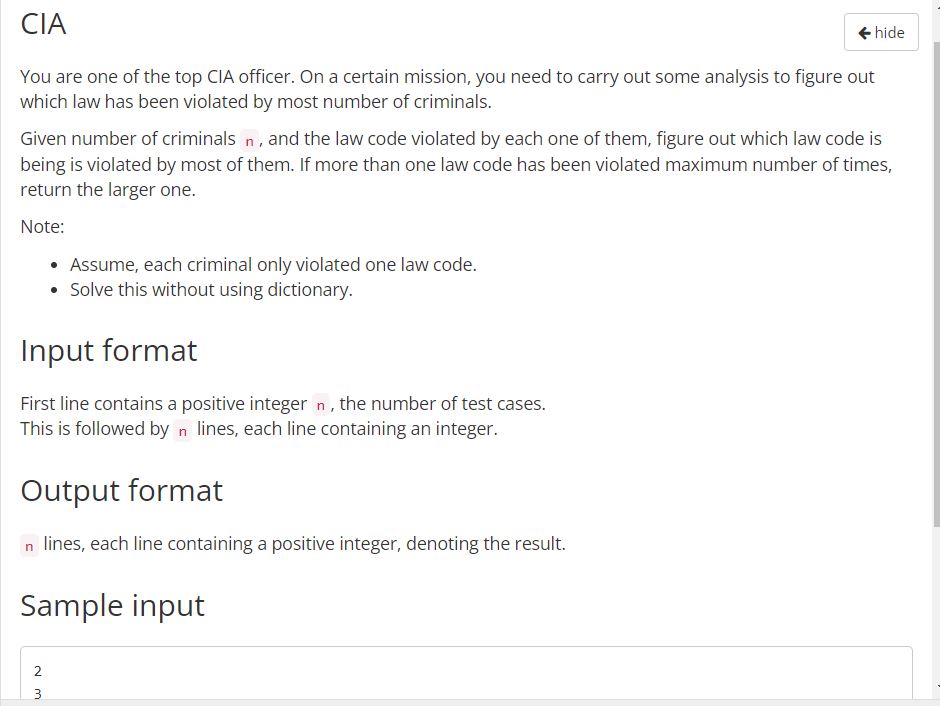 CIA
hide
You are one of the top CIA officer. On a certain mission, you need to carry out some analysis to figure out
which law has been violated by most number of criminals.
Given number of criminals n , and the law code violated by each one of them, figure out which law code is
being is violated by most of them. If more than one law code has been violated maximum number of times,
return the larger one.
Note:
Assume, each criminal only violated one law code.
Solve this without using dictionary.
Input format
First line contains a positive integer n , the number of test cases.
This is followed by n lines, each line containing an integer.
Output format
n lines, each line containing a positive integer, denoting the result.
Sample input
2
3